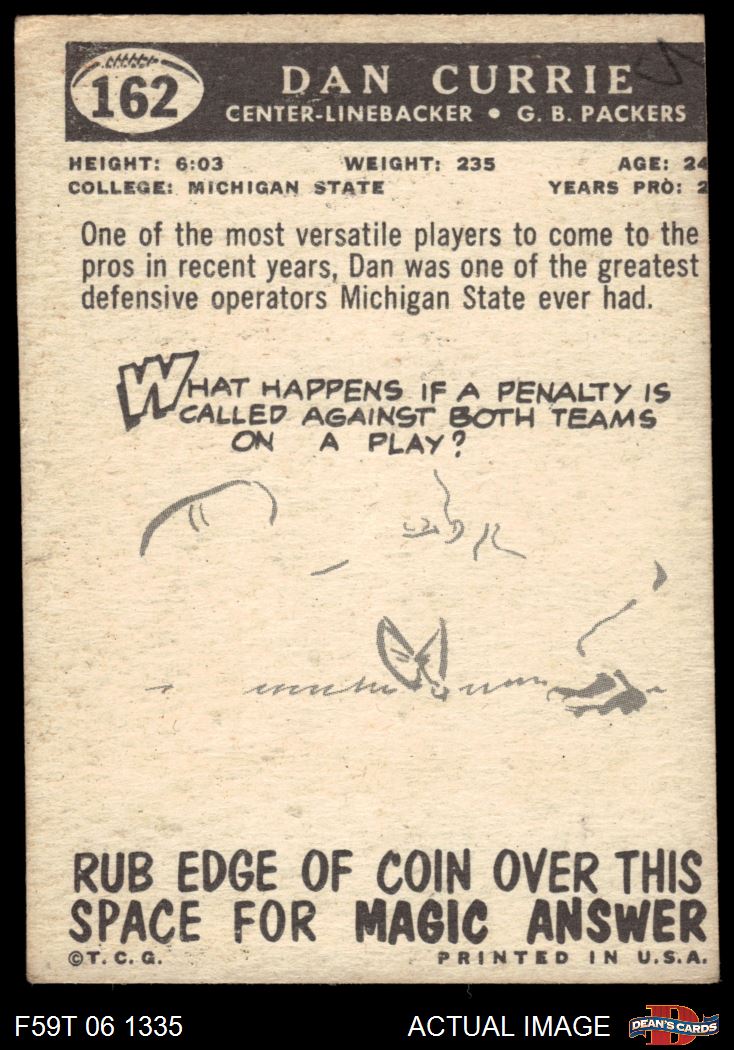 162
DAN CURRIE
CENTER-LINEBACKER • G. B. PACKERS
HEIGHT: 6:03 WEIGHT: 235 AGE: 24
COLLEGE: MICHIGAN STATE YEARS PRO: 2
One of the most versatile players to come to the
pros in recent years, Dan was one of the greatest
defensive operators Michigan State ever had.
WHAT HAPPENS IF A PENALTY IS
CALLED AGAINST BOTH TEAMS
ON A PLAY?
RUB EDGE OF COIN OVER THIS
SPACE FOR MAGIC ANSWER
©T. C. G. PRINTED IN U.S.A.
F59T 06 1335 ACTUAL IMAGE DEAN'S CARDS